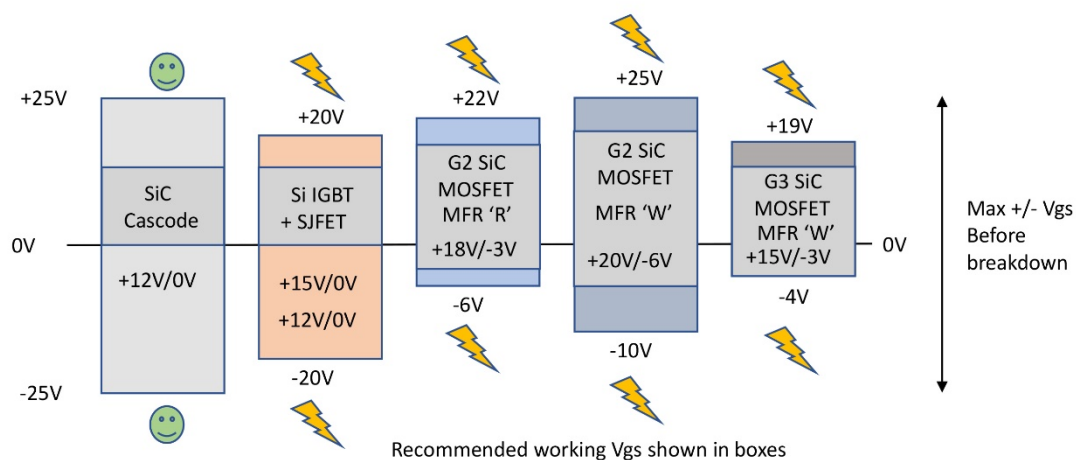 +25V
0V
-25V
SiC
Cascode
+12V/0V
+20V
Si IGBT
+ SJFET
+15V/0V
+12V/0V
-20V
+22V
G2 SiC
MOSFET
MFR ‘R’
+18V/-3V
-6V
+25V
G2 SiC
MOSFET
MFR ‘W’
+20V/-6V
-10V
+19V
G3 SiC
MOSFET
MFR ‘W’
+15V/-3V
-4V
0V
Max +/- Vgs
Before
breakdown
Recommended working Vgs shown in boxes